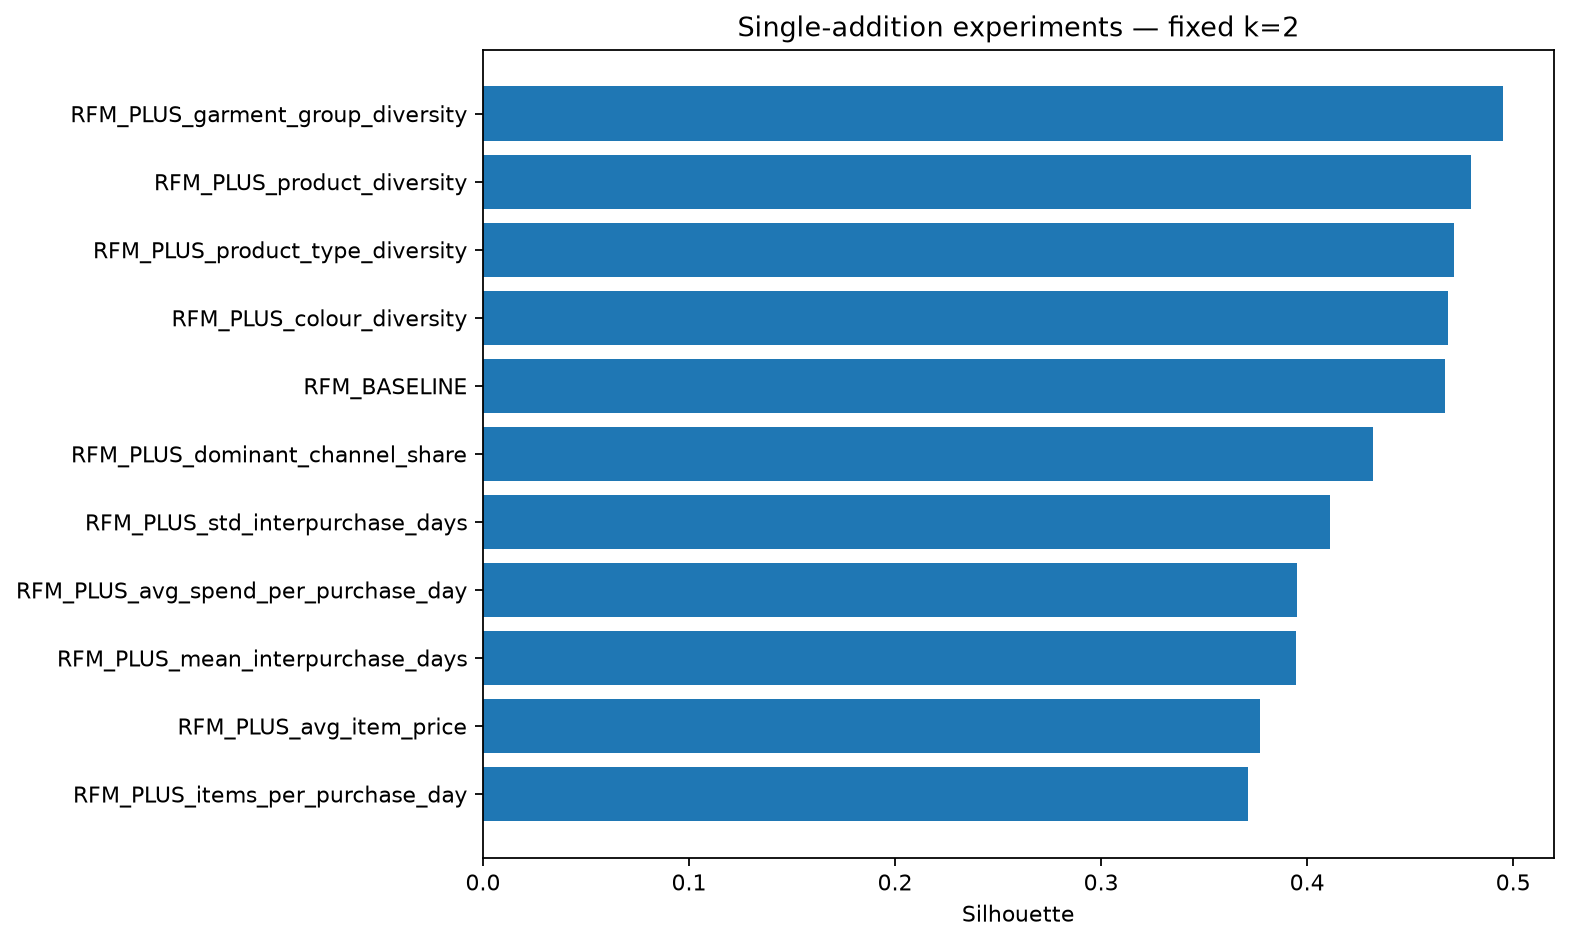 Single-addition experiments — fixed k=2
RFM_PLUS_garment_group_diversity
RFM_PLUS_product_diversity
RFM_PLUS_product_type_diversity
RFM_PLUS_colour_diversity
RFM_BASELINE
RFM_PLUS_dominant_channel_share
RFM_PLUS_std_interpurchase_days
RFM_PLUS_avg_spend_per_purchase_day
RFM_PLUS_mean_interpurchase_days
RFM_PLUS_avg_item_price
RFM_PLUS_items_per_purchase_day
0.0 0.1 0.2 0.3 0.4 0.5
Silhouette